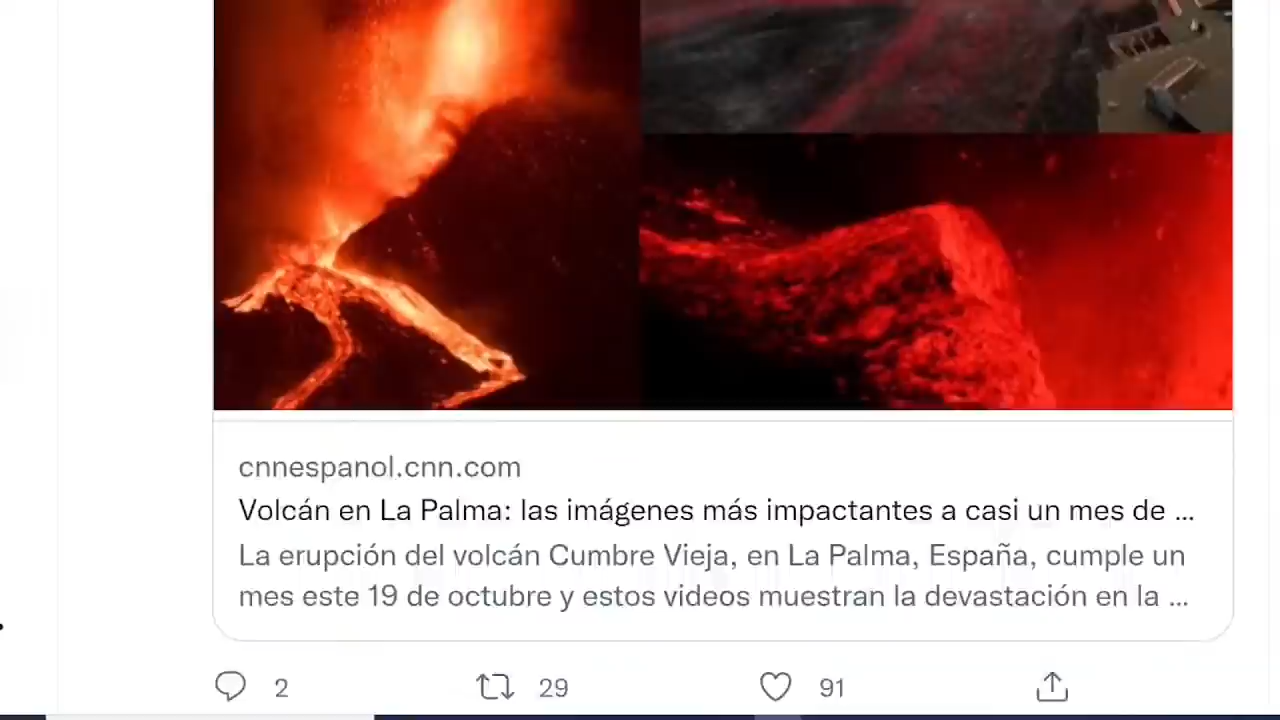 cnnespanol.cnn.com
Volcán en La Palma: las imágenes más impactantes a casi un mes de ...
La erupción del volcán Cumbre Vieja, en La Palma, España, cumple un
mes este 19 de octubre y estos videos muestran la devastación en la ...
2 29 91